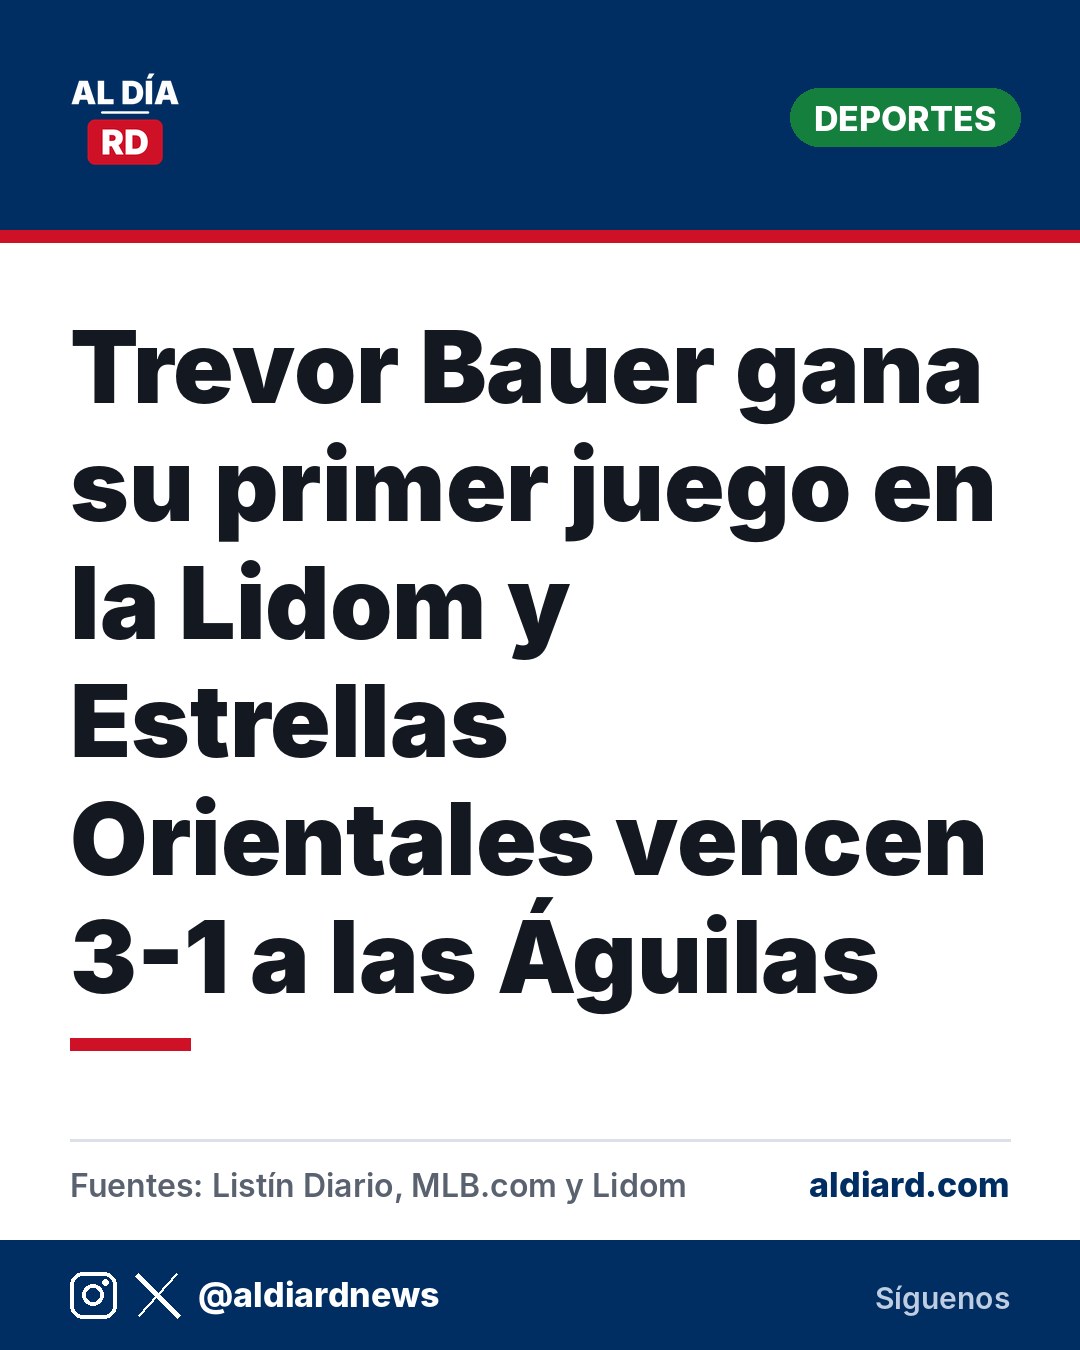 AL DÍA
RD
DEPORTES
Trevor Bauer gana
su primer juego en
la Lidom y
Estrellas
Orientales vencen
3-1 a las Águilas
Fuentes: Listín Diario, MLB.com y Lidom
aldiard.com
@aldiardnews
Síguenos